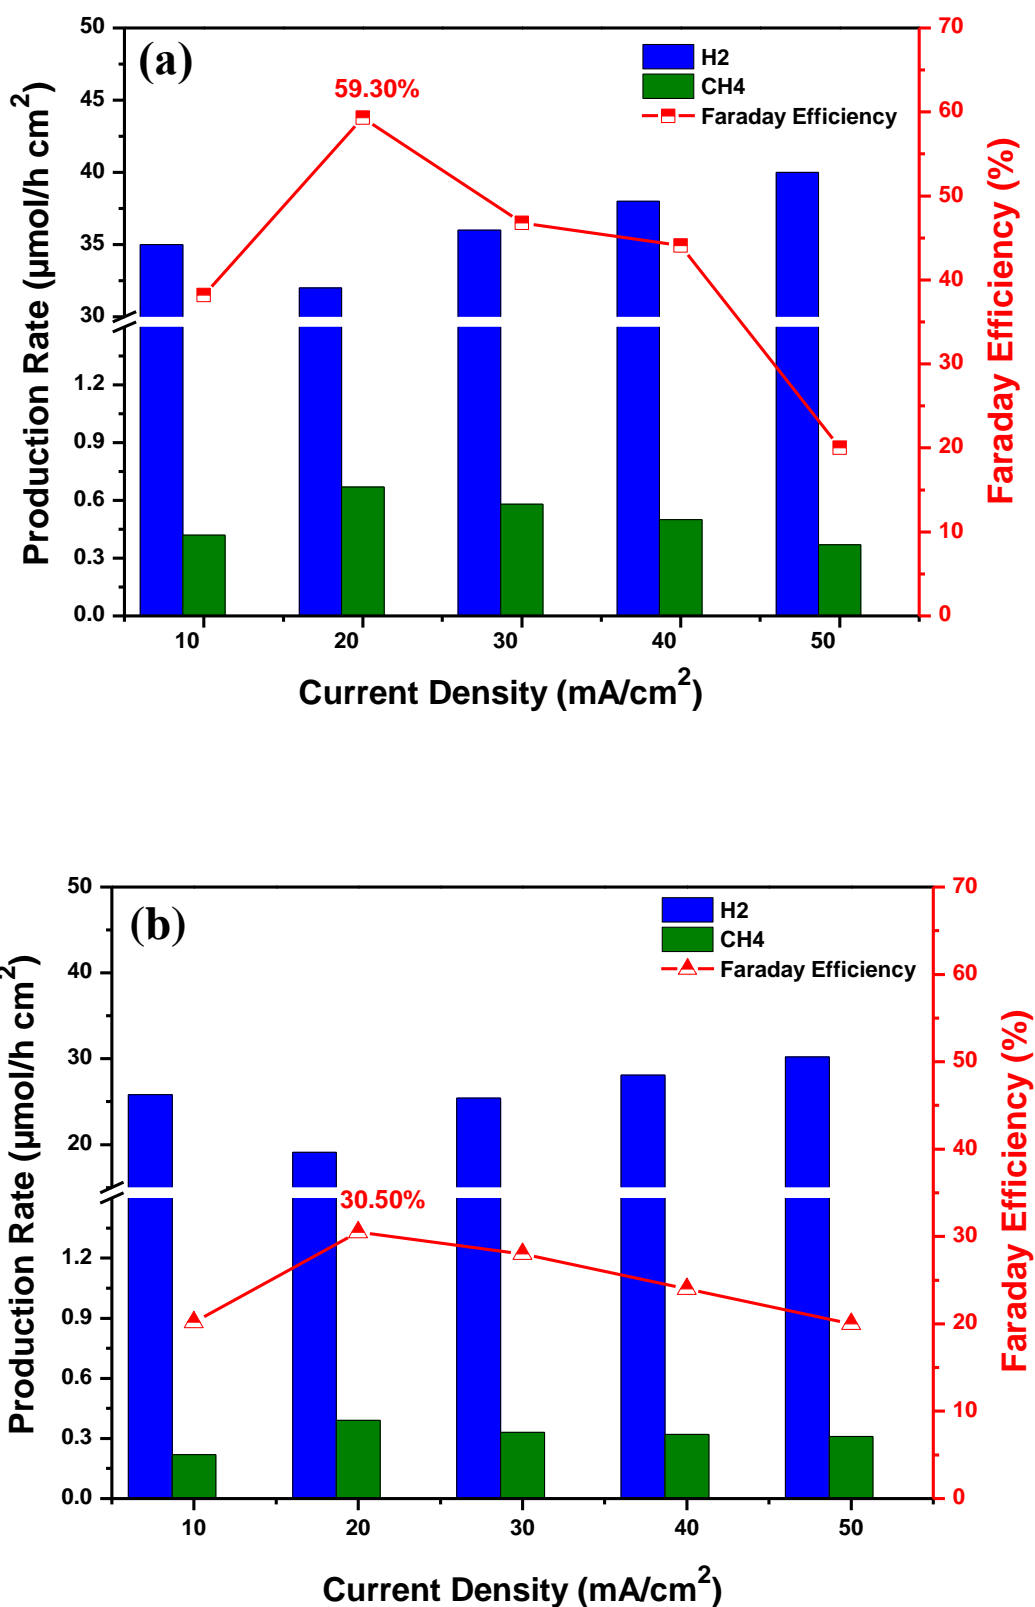 (a)
H2
CH4
Faraday Efficiency
59.30%
50
45
40
35
30
1.2
0.9
0.6
0.3
0.0
Production Rate (µmol/h cm²)
70
60
50
40
30
20
10
0
Faraday Efficiency (%)
10 20 30 40 50
Current Density (mA/cm²)
(b)
H2
CH4
Faraday Efficiency
30.50%
50
40
30
20
1.2
0.9
0.6
0.3
0.0
Production Rate (µmol/h cm²)
70
60
50
40
30
20
10
0
Faraday Efficiency (%)
10 20 30 40 50
Current Density (mA/cm²)